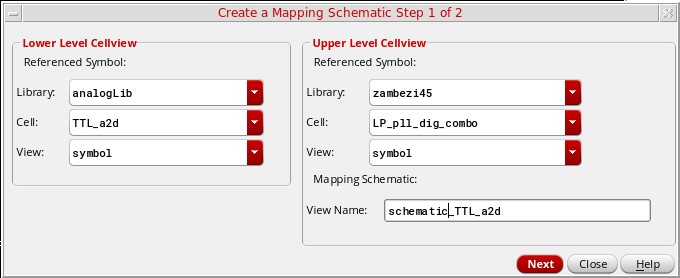 Create a Mapping Schematic Step 1 of 2
Lower Level Cellview
Referenced Symbol:
Library: analogLib
Cell: TTL_a2d
View: symbol
Upper Level Cellview
Referenced Symbol:
Library: zambezi45
Cell: LP_pll_dig_combo
View: symbol
Mapping Schematic:
View Name: schematic_TTL_a2d
Next Close Help